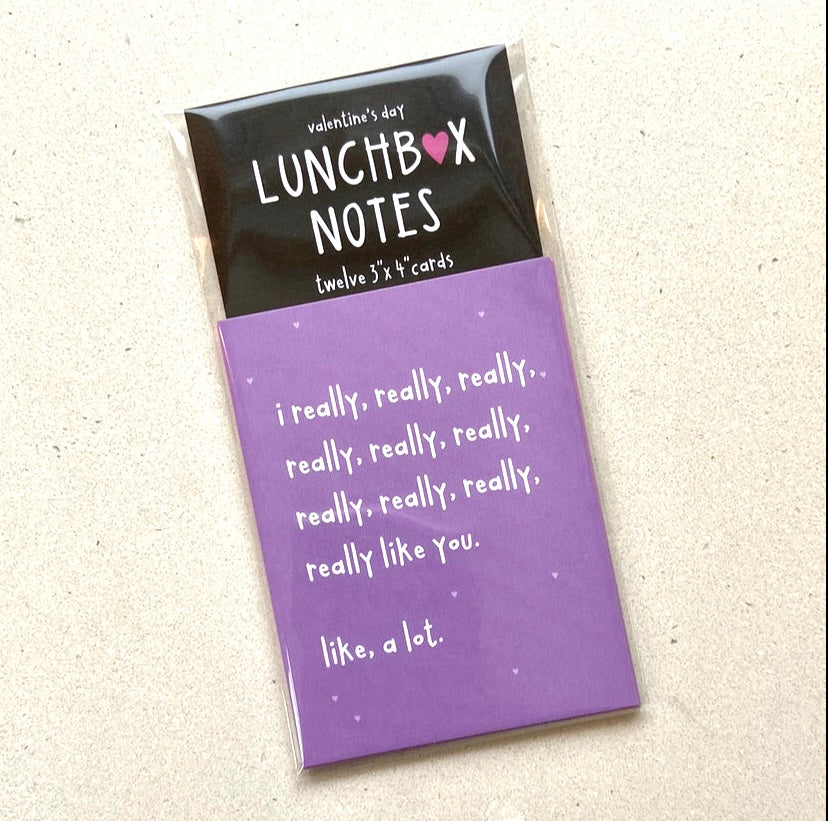 valentine's day
LUNCHB♥X
NOTES
twelve 3"x 4"cards
i really, really, really,
really, really, really,
really, really, really,
really like you.
like, a lot.